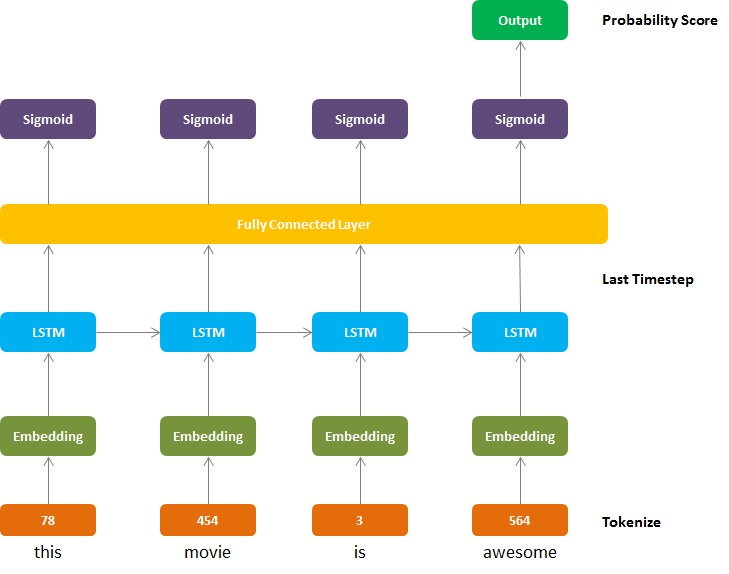 Output Probability Score
Sigmoid Sigmoid Sigmoid Sigmoid
Fully Connected Layer
Last Timestep
LSTM LSTM LSTM LSTM
Embedding Embedding Embedding Embedding
78 454 3 564 Tokenize
this movie is awesome